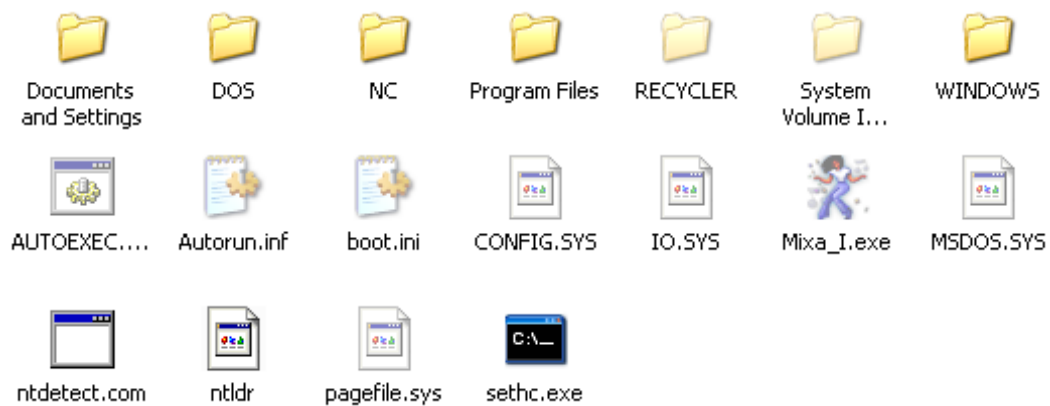 Documents and Settings
DOS
NC
Program Files
RECYCLER
System Volume I...
WINDOWS
AUTOEXEC....
Autorun.inf
boot.ini
CONFIG.SYS
IO.SYS
Mixa_I.exe
MSDOS.SYS
ntdetect.com
ntldr
pagefile.sys
C:\_
sethc.exe